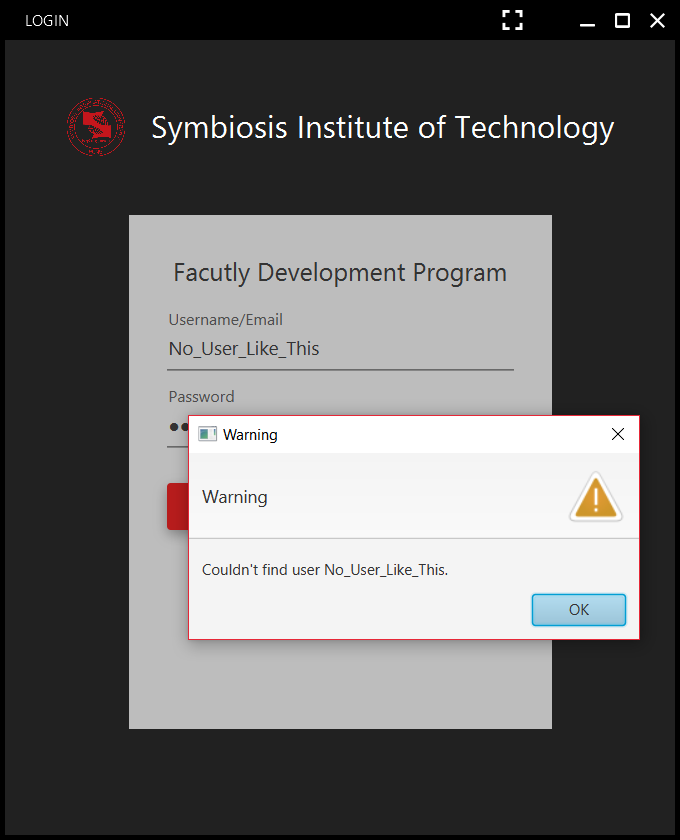 LOGIN
Symbiosis Institute of Technology
Facutly Development Program
Username/Email
No_User_Like_This
Password
Warning
Warning
Couldn't find user No_User_Like_This.
OK